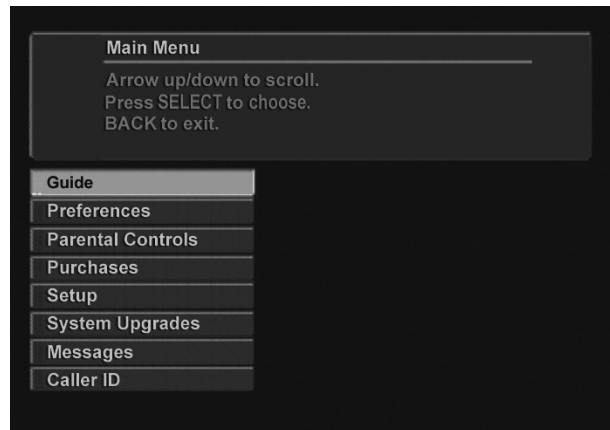 Main Menu
Arrow up/down to scroll.
Press SELECT to choose.
BACK to exit.
Guide
Preferences
Parental Controls
Purchases
Setup
System Upgrades
Messages
Caller ID